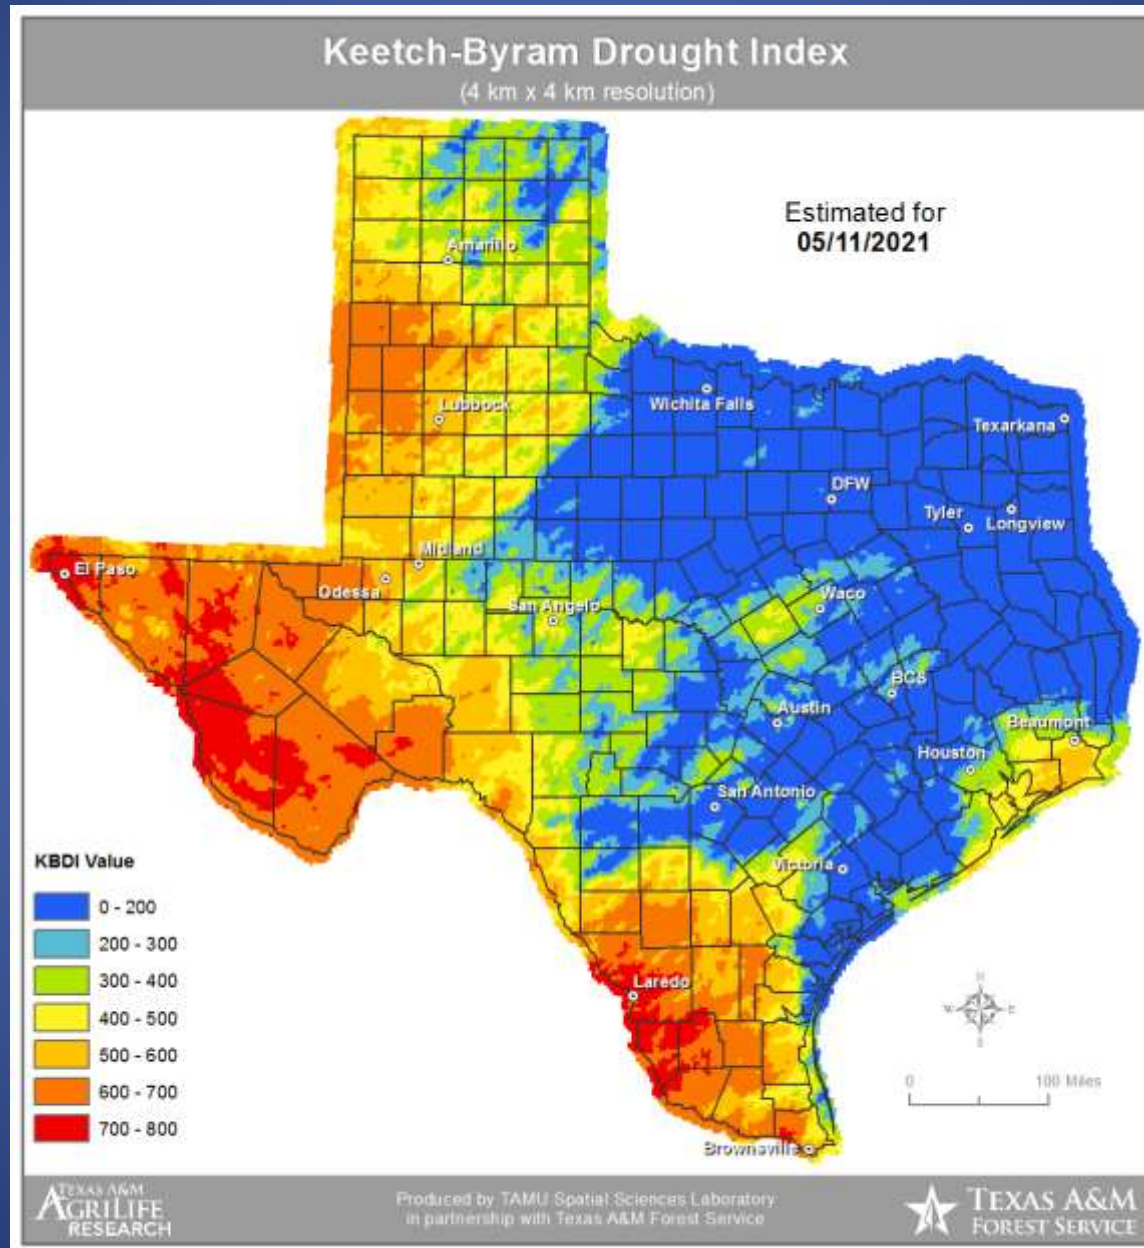 Keetch-Byram Drought Index
(4 km x 4 km resolution)
Estimated for
05/11/2021
Amarillo
Lubbock
Wichita Falls
Texarkana
DFW
Tyler
Longview
Midland
El Paso
Odessa
San Angelo
Waco
BCS
Austin
Beaumont
Houston
San Antonio
Victoria
Laredo
Brownsville
KBDI Value
0 - 200
200 - 300
300 - 400
400 - 500
500 - 600
600 - 700
700 - 800
N
W
E
S
0 100 Miles
TEXAS A&M
AGRILIFE
RESEARCH
Produced by TAMU Spatial Sciences Laboratory
in partnership with Texas A&M Forest Service
TEXAS A&M
FOREST SERVICE